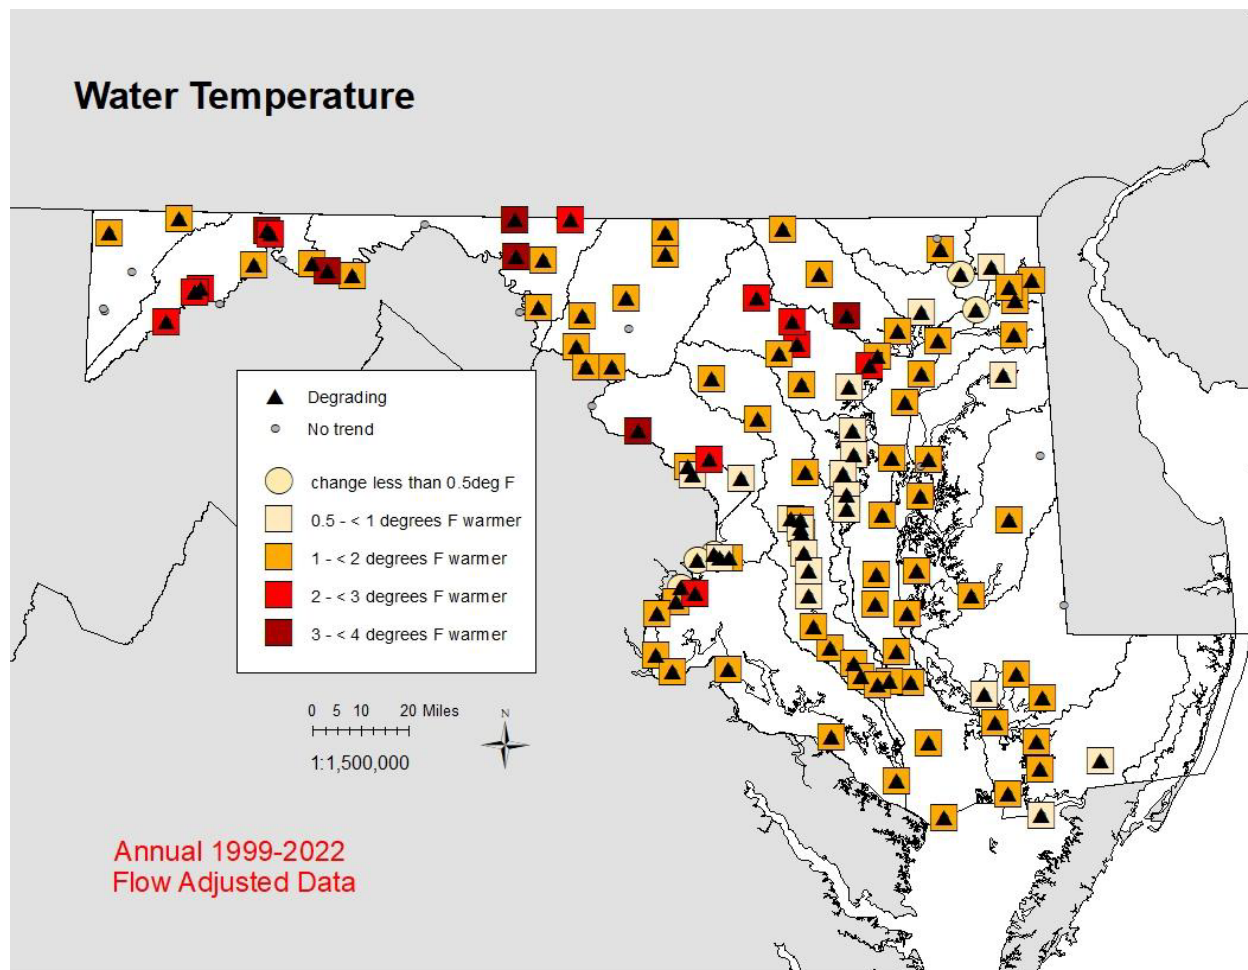 Water Temperature
Degrading
No trend
change less than 0.5deg F
0.5 - < 1 degrees F warmer
1 - < 2 degrees F warmer
2 - < 3 degrees F warmer
3 - < 4 degrees F warmer
0 5 10 20 Miles
N
1:1,500,000
Annual 1999-2022
Flow Adjusted Data